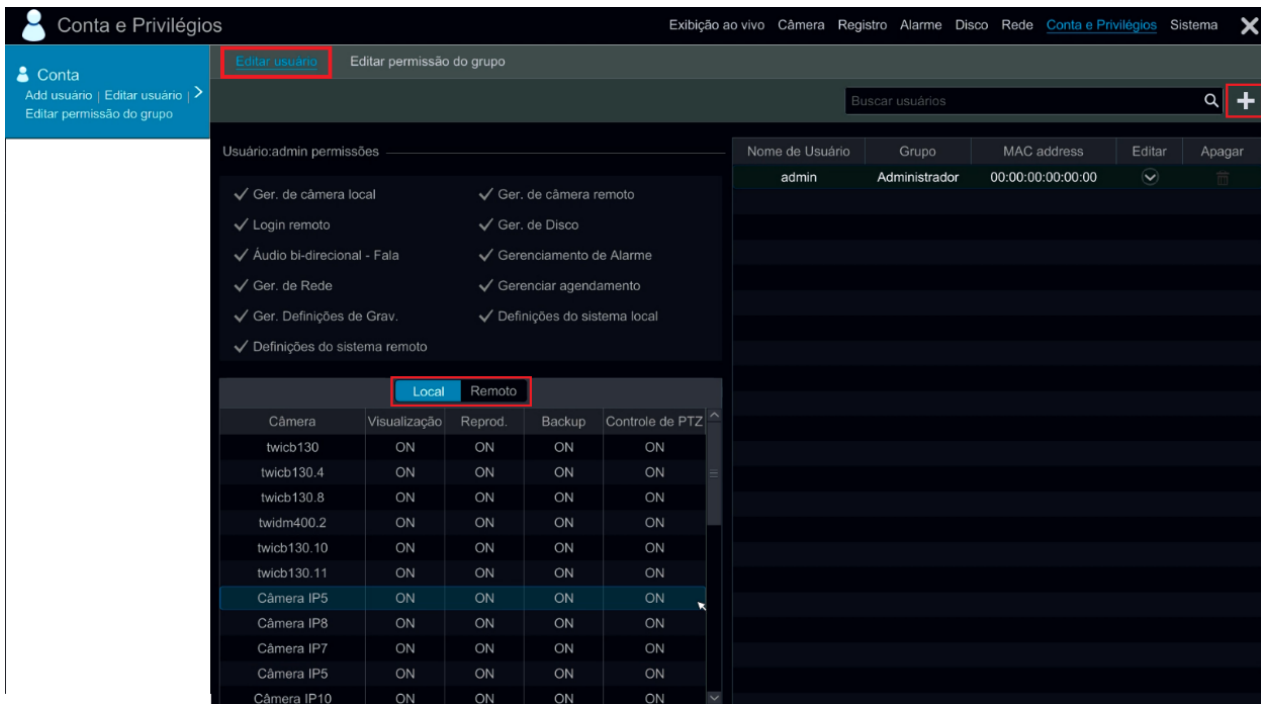 Conta e Privilégios
Exibição ao vivo Câmera Registro Alarme Disco Rede Conta e Privilégios Sistema
Conta
Add usuário | Editar usuário |
Editar permissão do grupo
Editar usuário Editar permissão do grupo
Buscar usuários
Usuário:admin permissões
Ger. de câmera local Ger. de câmera remoto
Login remoto Ger. de Disco
Áudio bi-direcional - Fala Gerenciamento de Alarme
Ger. de Rede Gerenciar agendamento
Ger. Definições de Grav. Definições do sistema local
Definições do sistema remoto
Local Remoto
Câmera Visualização Reprod. Backup Controle de PTZ
twicb130 ON ON ON ON
twicb130.4 ON ON ON ON
twicb130.8 ON ON ON ON
twidm400.2 ON ON ON ON
twicb130.10 ON ON ON ON
twicb130.11 ON ON ON ON
Câmera IP5 ON ON ON ON
Câmera IP8 ON ON ON ON
Câmera IP7 ON ON ON ON
Câmera IP5 ON ON ON ON
Câmera IP10 ON ON ON ON
Nome de Usuário Grupo MAC address Editar Apagar
admin Administrador 00:00:00:00:00:00